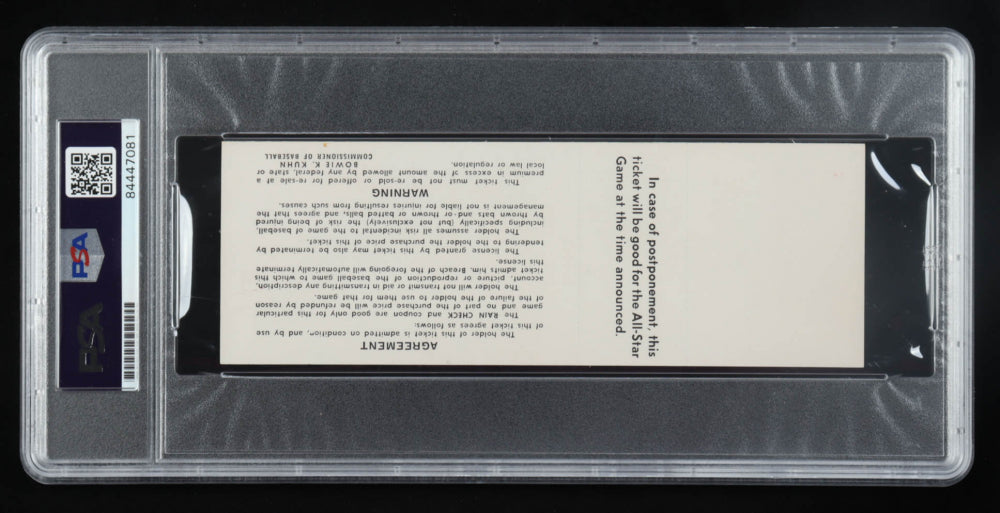 AGREEMENT
The holder of this ticket is admitted on condition, and by use
of this ticket agrees as follows:
The RAIN CHECK and coupon are good only for this particular
game and no part of the purchase price will be refunded by reason
of the failure of the holder to use them for that game.
The holder will not transmit or aid in transmitting any description,
account, picture or reproduction of the baseball game to which this
ticket admits him. Breach of the foregoing will automatically terminate
this license.
The license granted by this ticket may also be terminated by
tendering to the holder the purchase price of this ticket.
The holder assumes all risk incidental to the game of baseball,
including specifically (but not exclusively) the risk of being injured
by thrown bats and·or thrown or batted balls, and agrees that the
management is not liable for injuries resulting from such causes.
WARNING
This ticket must not be re-sold or offered for re-sale at a
premium in excess of the amount allowed by any federal, state or
local law or regulation.
BOWIE K. KUHN
COMMISSIONER OF BASEBALL
In case of postponement, this
ticket will be good for the All-Star
Game at the time announced.
84447081
PSA
PSA